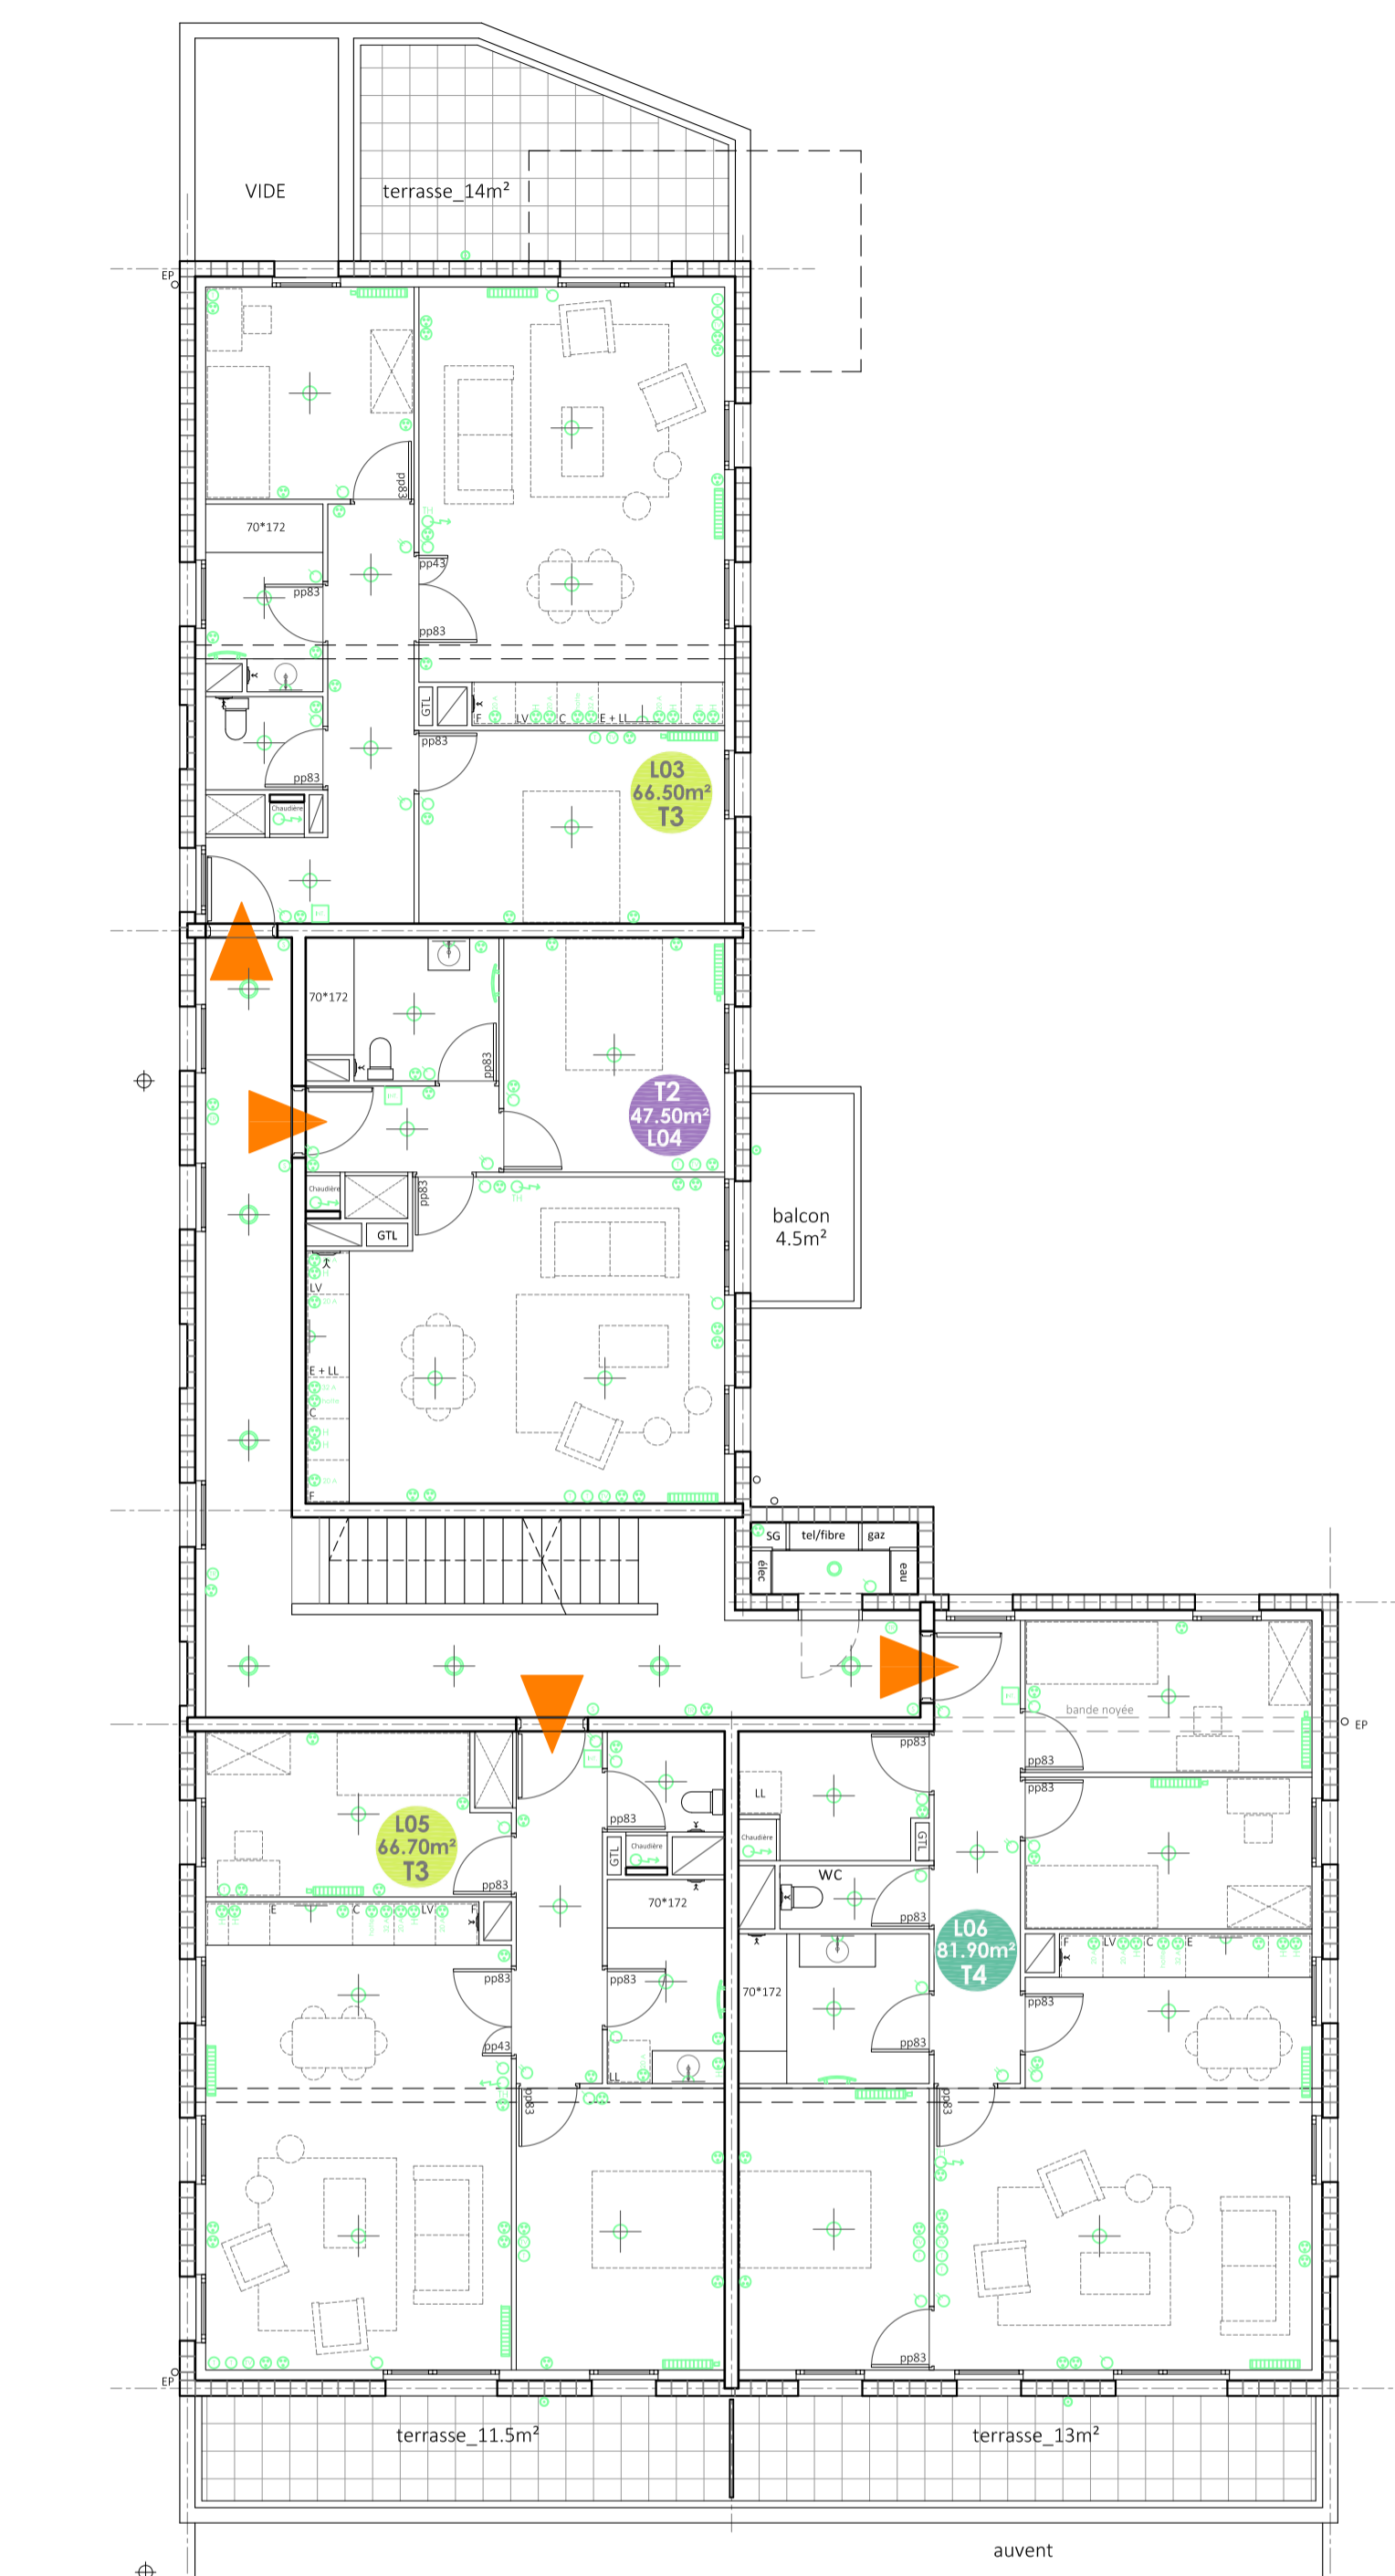 VIDE
terrasse_14m²
EP
pp83
70*172
TH
pp43
pp83
pp83
GTL
F
LV
C
E + LL
pp83
pp83
L03
66.50m²
T3
Chaudière
70*172
pp83
T2
47.50m²
L04
Chaudière
pp83
TH
GTL
balcon
4.5m²
LV
E + LL
C
F
SG
tel/fibre
gaz
élec
eau
bande noyée
EP
pp83
pp83
pp83
LL
L05
66.70m²
T3
pp83
GTL
Chaudière
Chaudière
GTL
pp83
WC
70*172
E
C
LV
F
pp83
L06
81.90m²
T4
F
LV
C
E
pp83
pp83
70*172
pp83
pp83
pp43
LL
pp83
pp83
pp83
EP
terrasse_11.5m²
terrasse_13m²
auvent